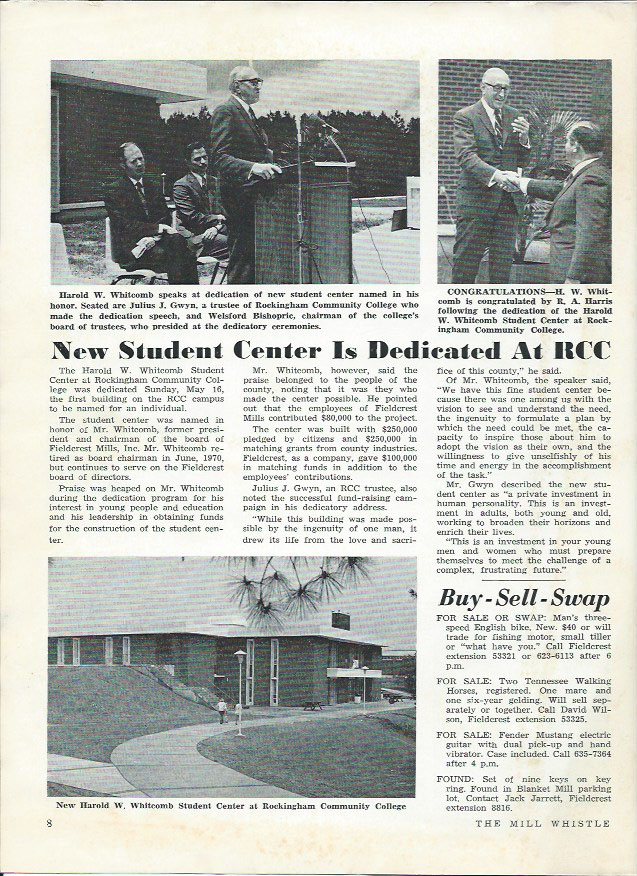 Harold W. Whitcomb speaks at dedication of new student center named in his
honor. Seated are Julius J. Gwyn, a trustee of Rockingham Community College who
made the dedication speech, and Welsford Bishopric, chairman of the college's
board of trustees, who presided at the dedicatory ceremonies.
CONGRATULATIONS—H. W. Whit-
comb is congratulated by R. A. Harris
following the dedication of the Harold
W. Whitcomb Student Center at Rock-
ingham Community College.
New Student Center Is Dedicated At RCC
The Harold W. Whitcomb Student
Center at Rockingham Community Col-
lege was dedicated Sunday, May 16,
the first building on the RCC campus
to be named for an individual.
The student center was named in
honor of Mr. Whitcomb, former presi-
dent and chairman of the board of
Fieldcrest Mills, Inc. Mr. Whitcomb re-
tired as board chairman in June, 1970,
but continues to serve on the Fieldcrest
board of directors.
Praise was heaped on Mr. Whitcomb
during the dedication program for his
interest in young people and education
and his leadership in obtaining funds
for the construction of the student cen-
ter.
Mr. Whitcomb, however, said the
praise belonged to the people of the
county, noting that it was they who
made the center possible. He pointed
out that the employees of Fieldcrest
Mills contributed $80,000 to the project.
The center was built with $250,000
pledged by citizens and $250,000 in
matching grants from county industries.
Fieldcrest, as a company, gave $100,000
in matching funds in addition to the
employees' contributions.
Julius J. Gwyn, an RCC trustee, also
noted the successful fund-raising cam-
paign in his dedicatory address.
"While this building was made pos-
sible by the ingenuity of one man, it
drew its life from the love and sacri-
fice of this county," he said.
Of Mr. Whitcomb, the speaker said,
"We have this fine student center be-
cause there was one among us with the
vision to see and understand the need,
the ingenuity to formulate a plan by
which the need could be met, the ca-
pacity to inspire those about him to
adopt the vision as their own, and the
willingness to give unselfishly of his
time and energy in the accomplishment
of the task."
Mr. Gwyn described the new stu-
dent center as "a private investment in
human personality. This is an invest-
ment in adults, both young and old,
working to broaden their horizons and
enrich their lives.
"This is an investment in your young
men and women who must prepare
themselves to meet the challenge of a
complex, frustrating future."
New Harold W. Whitcomb Student Center at Rockingham Community College
Buy-Sell-Swap
FOR SALE OR SWAP: Man's three-
speed English bike. New. $40 or will
trade for fishing motor, small tiller
or "what have you." Call Fieldcrest
extension 53321 or 623-6113 after 6
p.m.
FOR SALE: Two Tennessee Walking
Horses, registered. One mare and
one six-year gelding. Will sell sep-
arately or together. Call David Wil-
son, Fieldcrest extension 53325.
FOR SALE: Fender Mustang electric
guitar with dual pick-up and hand
vibrator. Case included. Call 635-7364
after 4 p.m.
FOUND: Set of nine keys on key
ring. Found in Blanket Mill parking
lot. Contact Jack Jarrett, Fieldcrest
extension 8816.
8
THE MILL WHISTLE